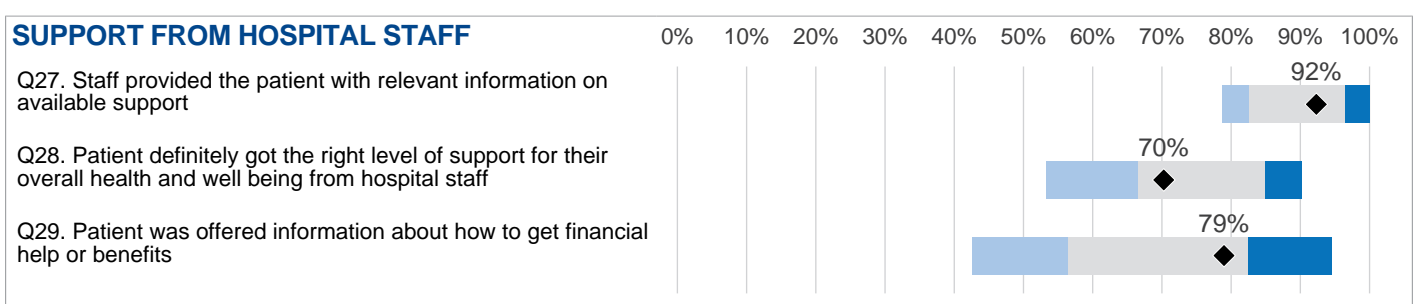 SUPPORT FROM HOSPITAL STAFF
0% 10% 20% 30% 40% 50% 60% 70% 80% 90% 100%
Q27. Staff provided the patient with relevant information on
available support
92%
Q28. Patient definitely got the right level of support for their
overall health and well being from hospital staff
70%
Q29. Patient was offered information about how to get financial
help or benefits
79%